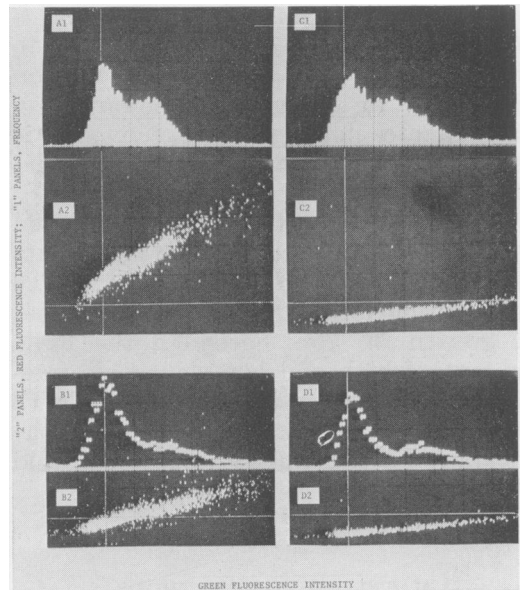 A1
C1
A2
C2
B1
D1
B2
D2
"2" PANELS, RED FLUORESCENCE INTENSITY; "1" PANELS, FREQUENCY
GREEN FLUORESCENCE INTENSITY